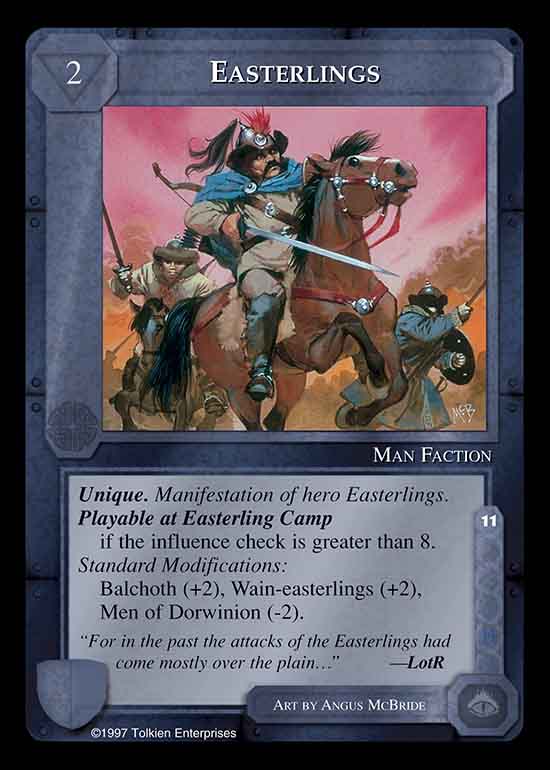 2
EASTERLINGS
McB
MAN FACTION
Unique. Manifestation of hero Easterlings.
Playable at Easterling Camp
if the influence check is greater than 8.
Standard Modifications:
Balchoth (+2), Wain-easterlings (+2),
Men of Dorwinion (-2).
“For in the past the attacks of the Easterlings had
come mostly over the plain…” —LotR
11
ART BY ANGUS MCBRIDE
©1997 Tolkien Enterprises